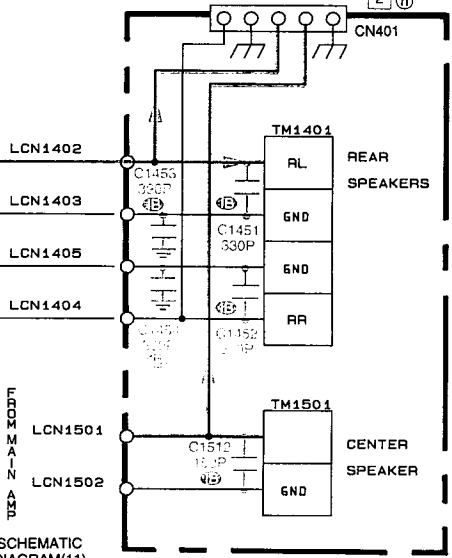 CN401
TM1401
LCN1402
RL
REAR
SPEAKERS
C1453
330P
LCN1403
GND
C1451
330P
LCN1405
GND
LCN1404
RR
C1452
FROM MAIN AMP
TM1501
LCN1501
C1512
CENTER
SPEAKER
LCN1502
GND
SCHEMATIC
DIAGRAM(11)